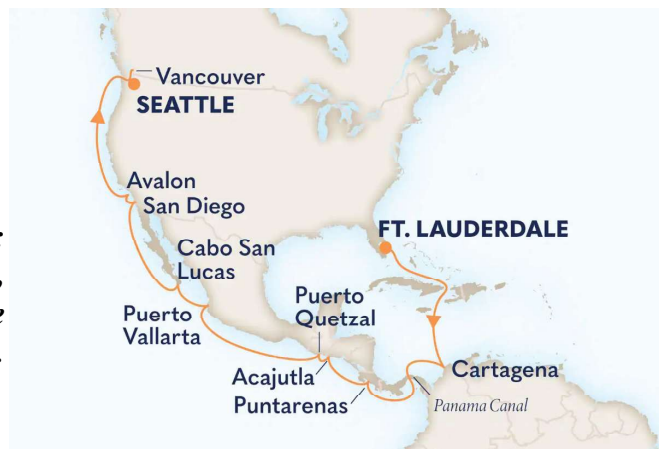 Vancouver
SEATTLE
Avalon
San Diego
FT. LAUDERDALE
Cabo San
Lucas
Puerto
Quetzal
Puerto
Vallarta
Acajutla
Cartagena
Puntarenas
Panama Canal